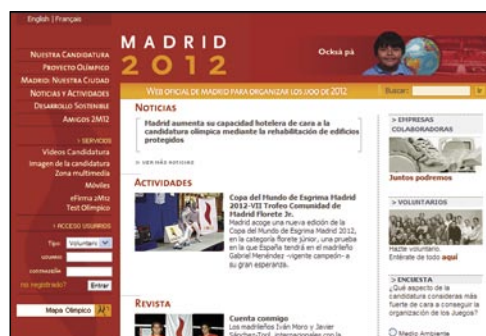 English | Français
MADRID
2012
Ocksá pá
NUESTRA CANDIDATURA
PROYECTO OLÍMPICO
MADRID: NUESTRA CIUDAD
NOTICIAS Y ACTIVIDADES
DESARROLLO SOSTENIBLE
AMIGOS 2M12
> SERVICIOS
Videos Candidatura
Imagen de la candidatura
Zona multimedia
Móviles
eFirma 2M12
Test Olímpico
> ACCESO USUARIOS
Tipo: Voluntario
USUARIO:
CONTRASEÑA:
no registrado? Entrar
Mapa Olímpico
WEB OFICIAL DE MADRID PARA ORGANIZAR LOS JJOO DE 2012
Buscar: Ir
NOTICIAS
Madrid aumenta su capacidad hotelera de cara a la
candidatura olímpica mediante la rehabilitación de edificios
protegidos
» VER MÁS NOTICIAS
ACTIVIDADES
Copa del Mundo de Esgrima Madrid
2012-VII Trofeo Comunidad de
Madrid Florete Jr.
Madrid acoge una nueva edición de la
Copa del Mundo de Esgrima Madrid 2012,
en la categoría florete júnior, una prueba
en la que España tendrá en el madrileño
Gabriel Menéndez -vigente campeón- a
su gran esperanza.
REVISTA
Cuenta conmigo
Los madrileños Iván Moro y Javier
Sánchez-Toril, internacionales con la
> EMPRESAS
COLABORADORAS
Juntos podremos
> VOLUNTARIOS
Hazte voluntario.
Entérate de todo aquí
> ENCUESTA
¿Qué aspecto de la
candidatura consideras más
fuerte de cara a conseguir la
organización de los Juegos?
Medio Ambiente